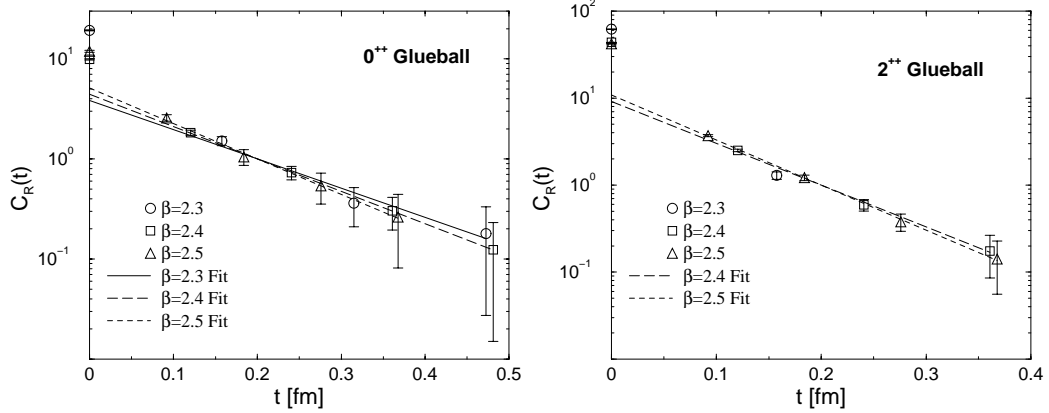 0⁺⁺ Glueball
C_R(t)
10¹
10⁰
10⁻¹
β=2.3
β=2.4
β=2.5
β=2.3 Fit
β=2.4 Fit
β=2.5 Fit
0 0.1 0.2 0.3 0.4 0.5
t [fm]
2⁺⁺ Glueball
C_R(t)
10²
10¹
10⁰
10⁻¹
β=2.3
β=2.4
β=2.5
β=2.4 Fit
β=2.5 Fit
0 0.1 0.2 0.3 0.4
t [fm]